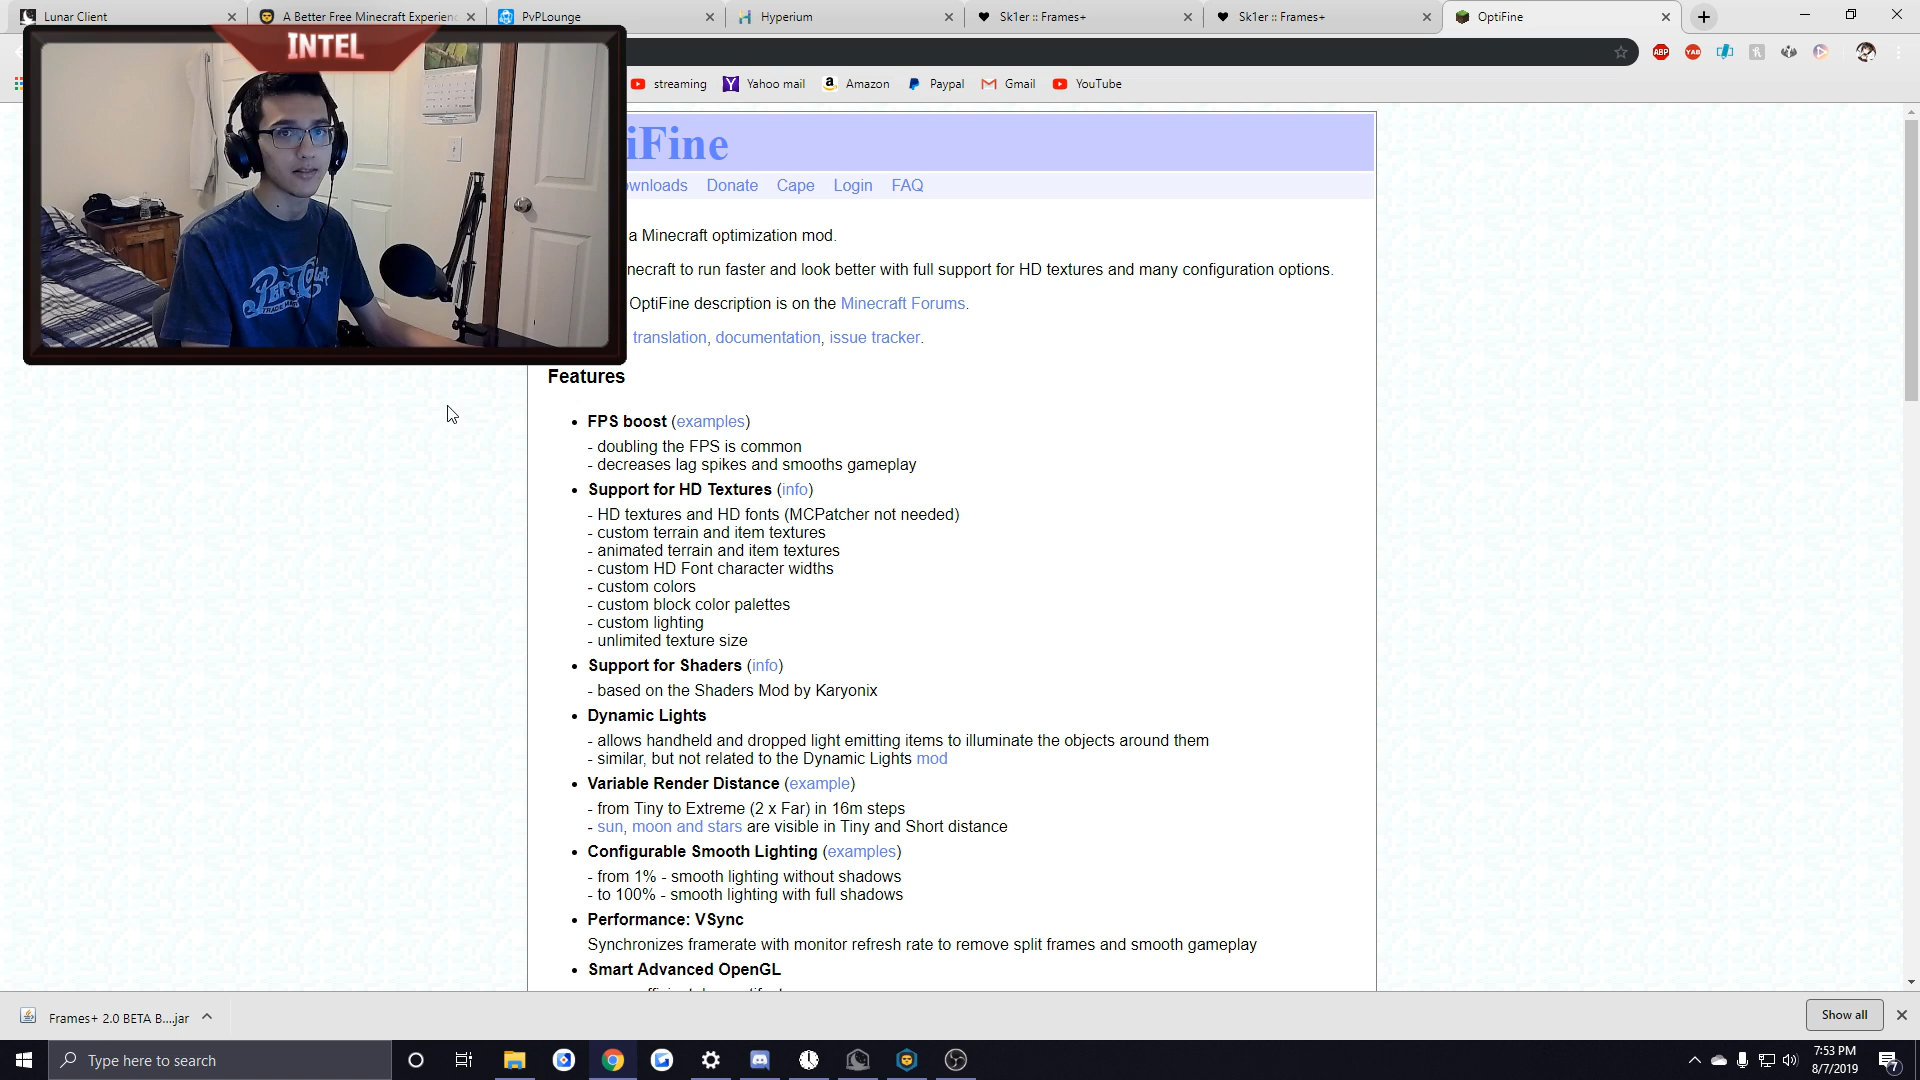 Lunar Client
A Better Free Minecraft Experien
PvPLounge
Hyperium
Sk1er :: Frames+
Sk1er :: Frames+
OptiFine
INTEL
ABP
YAB
streaming
Yahoo mail
Amazon
Paypal
Gmail
YouTube
iFine
ownloads Donate Cape Login FAQ
a Minecraft optimization mod.
necraft to run faster and look better with full support for HD textures and many configuration options.
OptiFine description is on the Minecraft Forums.
translation, documentation, issue tracker.
Features
• FPS boost (examples)
- doubling the FPS is common
- decreases lag spikes and smooths gameplay
• Support for HD Textures (info)
- HD textures and HD fonts (MCPatcher not needed)
- custom terrain and item textures
- animated terrain and item textures
- custom HD Font character widths
- custom colors
- custom block color palettes
- custom lighting
- unlimited texture size
• Support for Shaders (info)
- based on the Shaders Mod by Karyonix
• Dynamic Lights
- allows handheld and dropped light emitting items to illuminate the objects around them
- similar, but not related to the Dynamic Lights mod
• Variable Render Distance (example)
- from Tiny to Extreme (2 x Far) in 16m steps
- sun, moon and stars are visible in Tiny and Short distance
• Configurable Smooth Lighting (examples)
- from 1% - smooth lighting without shadows
- to 100% - smooth lighting with full shadows
• Performance: VSync
Synchronizes framerate with monitor refresh rate to remove split frames and smooth gameplay
• Smart Advanced OpenGL
Frames+ 2.0 BETA B....jar
Show all
Type here to search
7:53 PM
8/7/2019
7